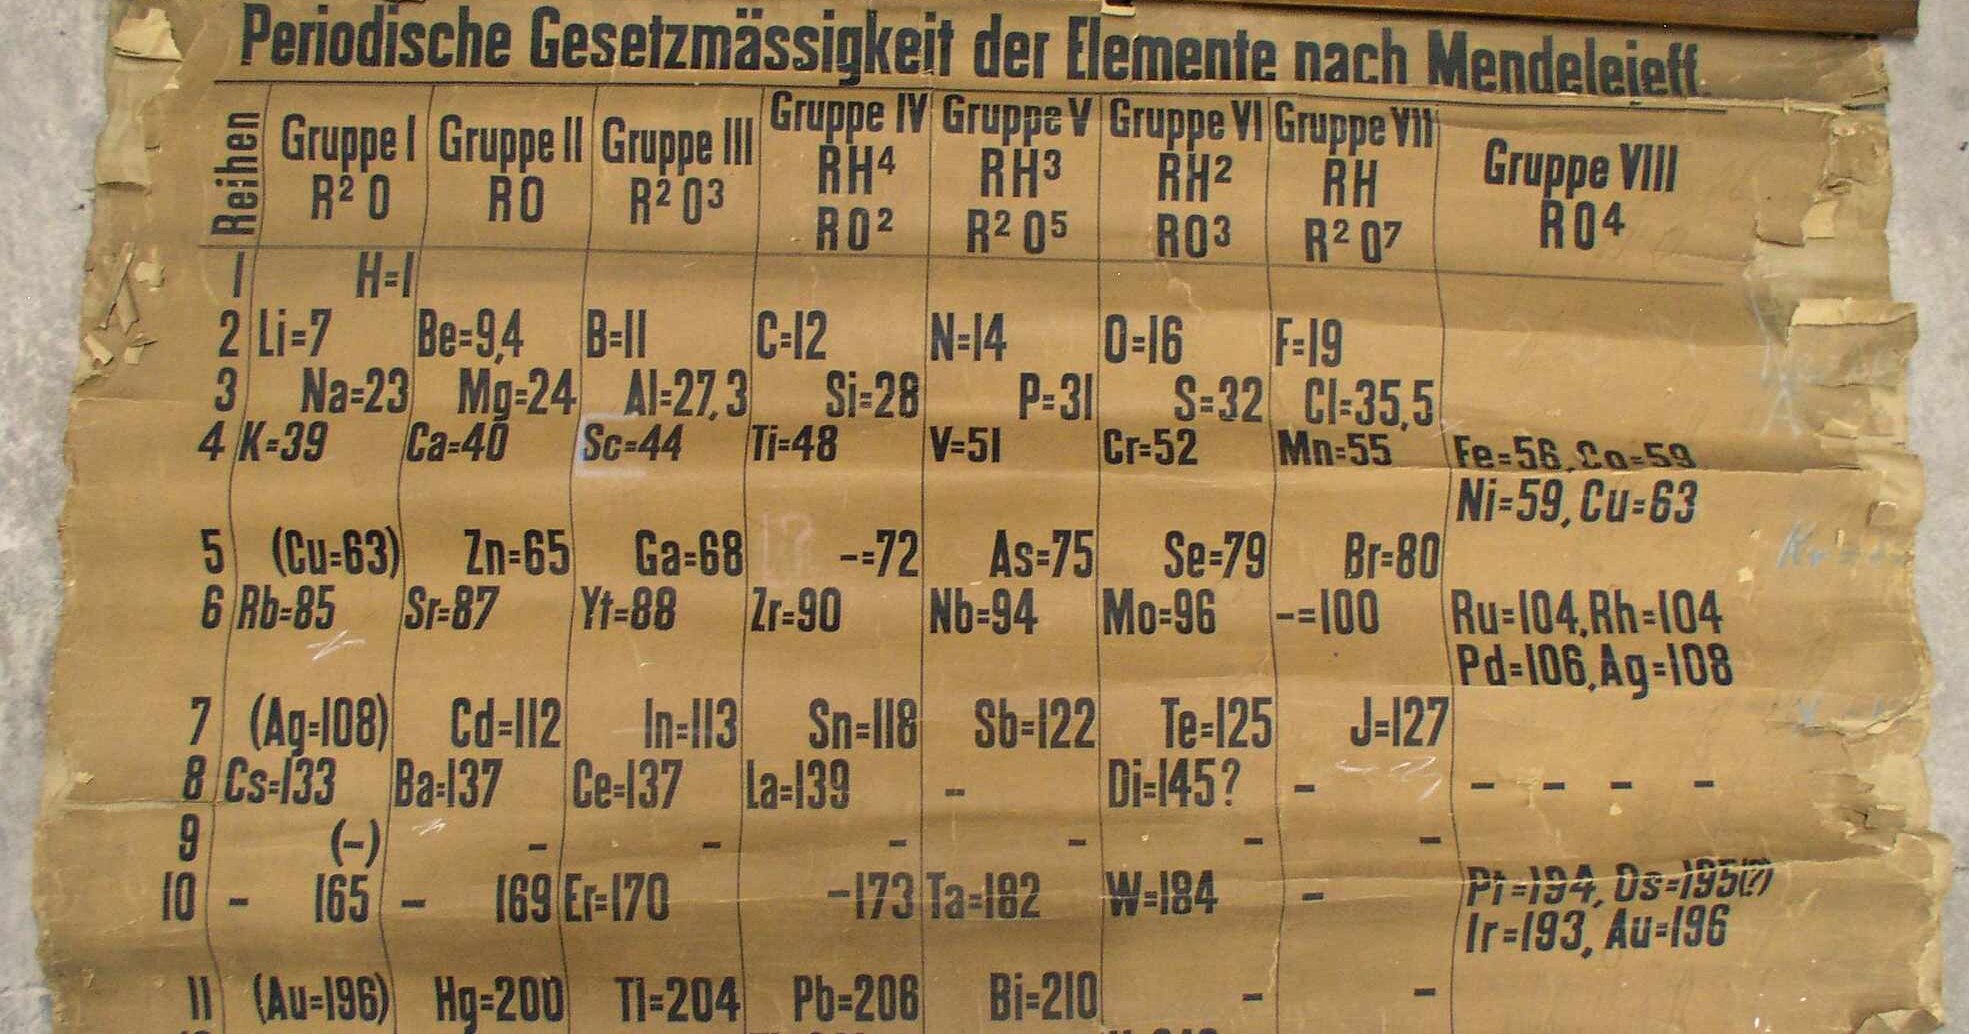 Periodische Gesetzmässigkeit der Elemente nach Mendelejeff.
Reihen Gruppe I Gruppe II Gruppe III Gruppe IV Gruppe V Gruppe VI Gruppe VII Gruppe VIII
R² O RO R² O³ RH⁴ RH³ RH² RH RO⁴
RO² R² O⁵ RO³ R² O⁷
1 H=1
2 Li=7 Be=9,4 B=11 C=12 N=14 O=16 F=19
3 Na=23 Mg=24 Al=27,3 Si=28 P=31 S=32 Cl=35,5
4 K=39 Ca=40 Sc=44 Ti=48 V=51 Cr=52 Mn=55 Fe=56, Co=59
Ni=59, Cu=63
5 (Cu=63) Zn=65 Ga=68 -=72 As=75 Se=79 Br=80
6 Rb=85 Sr=87 Yt=88 Zr=90 Nb=94 Mo=96 -=100 Ru=104, Rh=104
Pd=106, Ag=108
7 (Ag=108) Cd=112 In=113 Sn=118 Sb=122 Te=125 J=127
8 Cs=133 Ba=137 Ce=137 La=139 - Di=145? - - - - -
9 (-) - - - - - -
10 - 165 - 169 Er=170 -173 Ta=182 W=184 - Pt=194, Os=195(?)
Ir=193, Au=196
11 (Au=196) Hg=200 Tl=204 Pb=206 Bi=210 - -